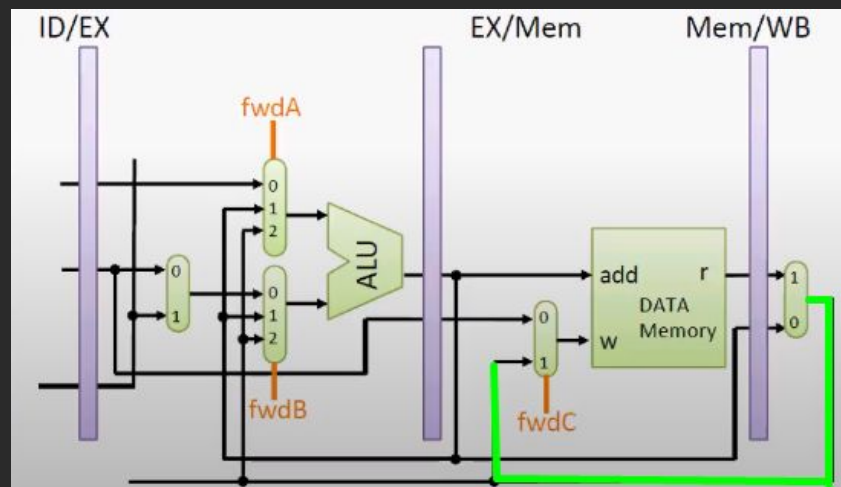 ID/EX
EX/Mem
Mem/WB
fwdA
0
1
2
0
1
0
1
2
ALU
fwdB
add
r
DATA
Memory
w
0
1
fwdC
1
0